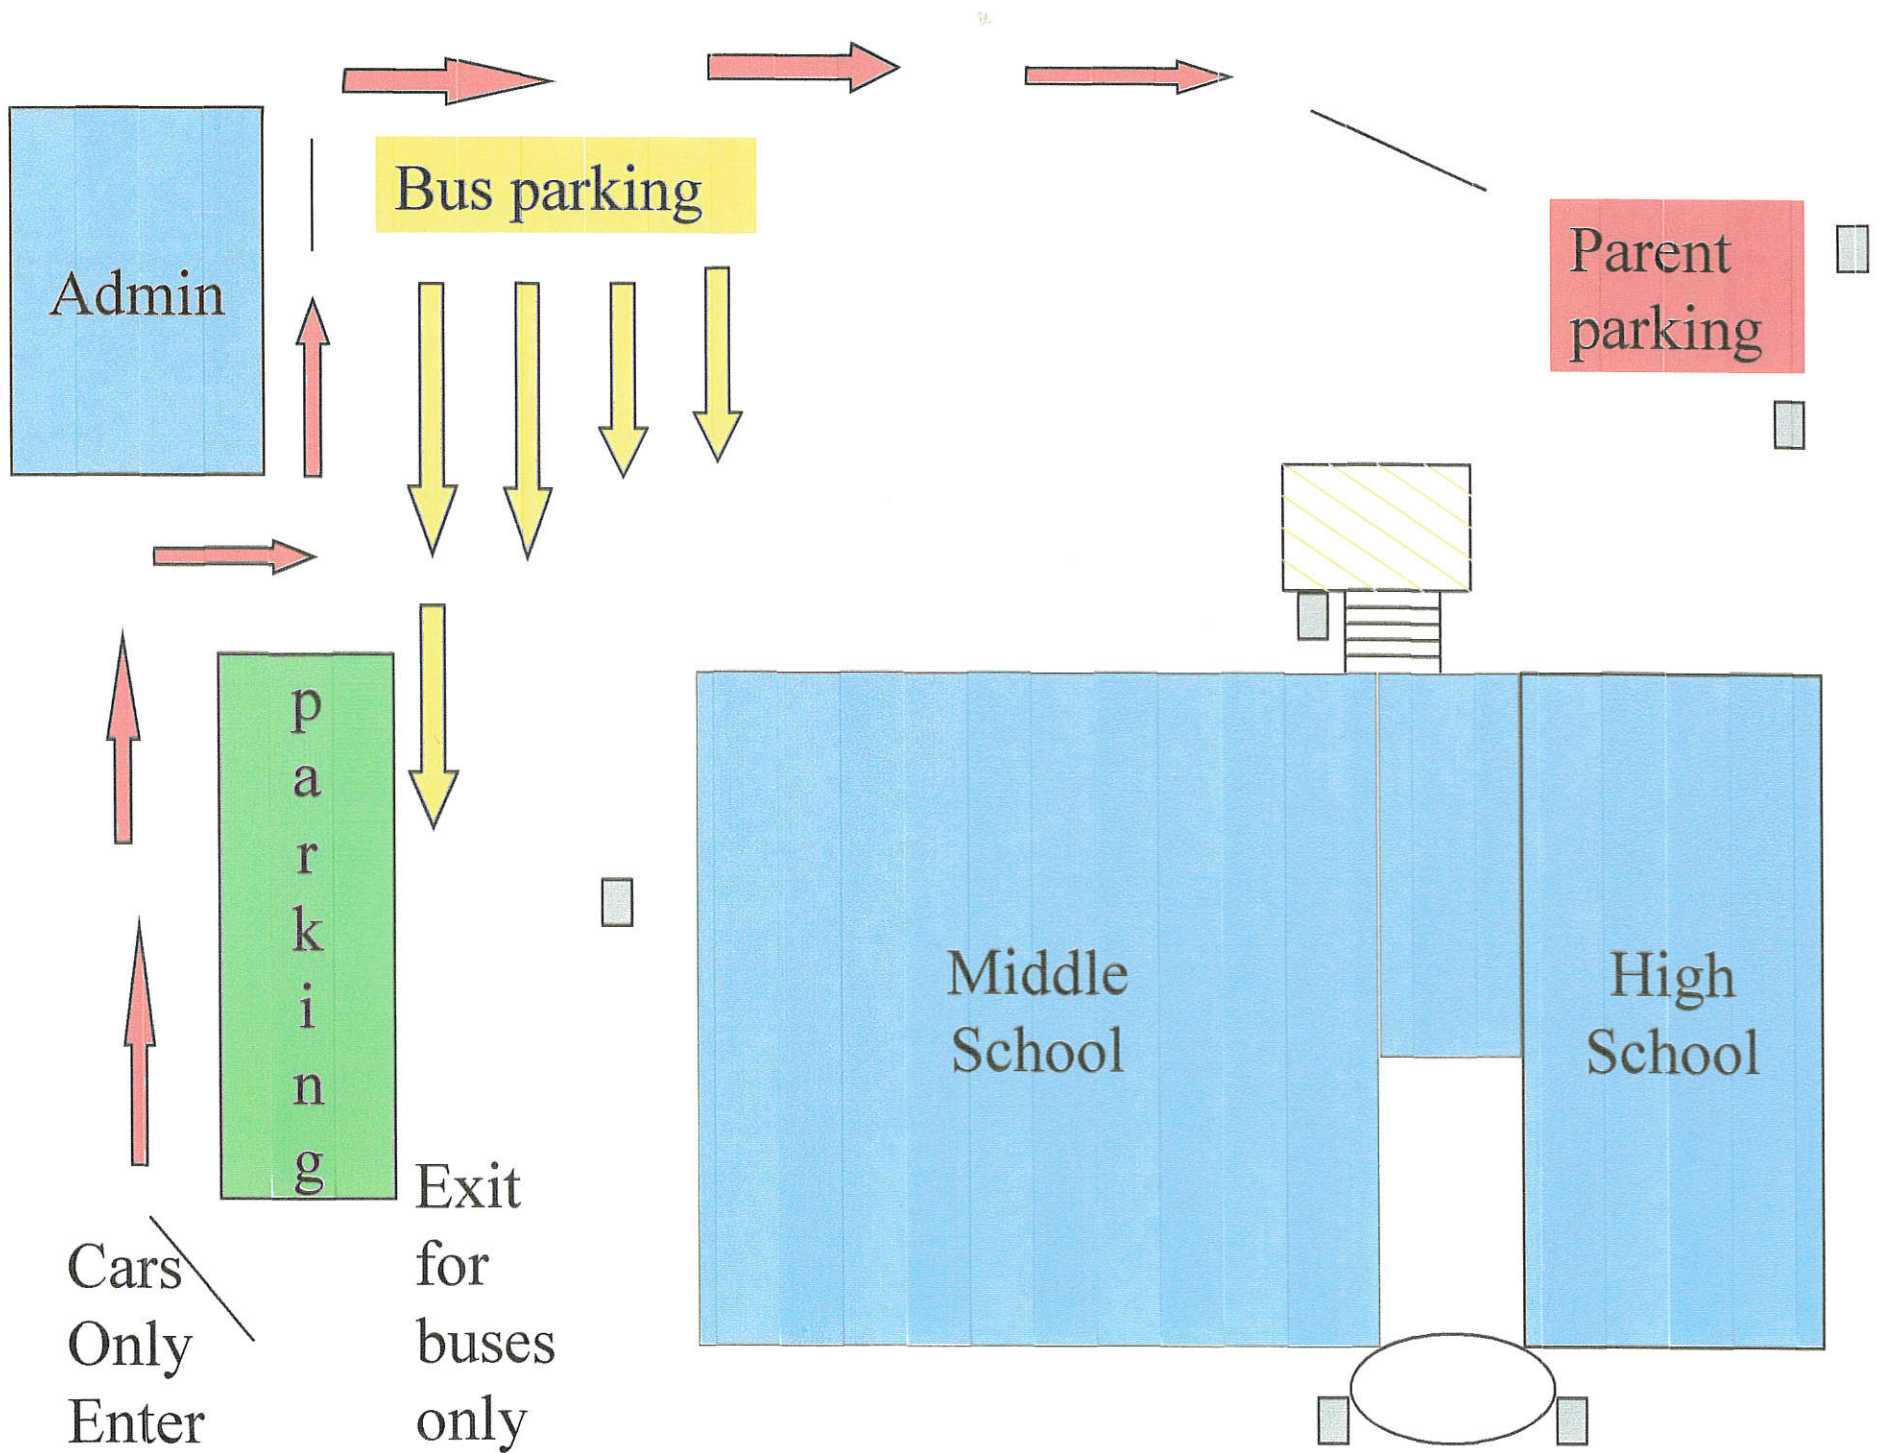 Bus parking
Admin
Parent
parking
p
a
r
k
i
n
g
Middle
School
High
School
Cars
Only
Enter
Exit
for
buses
only